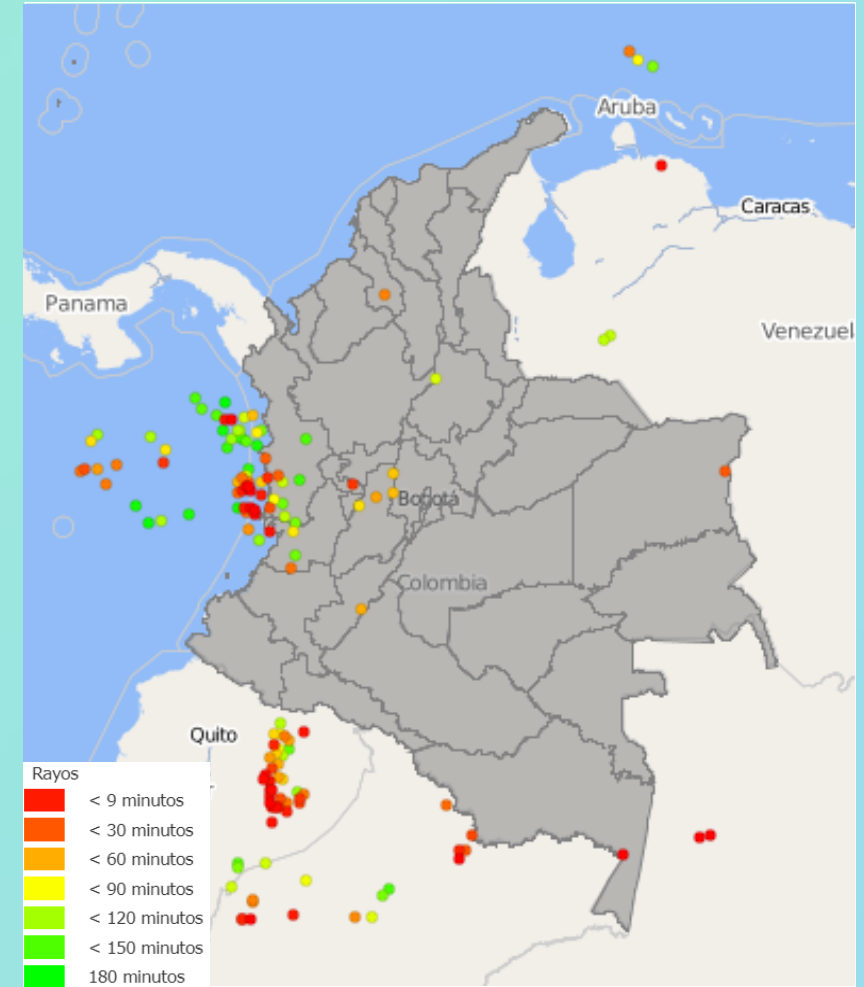 Aruba
Caracas
Panama
Venezuel
Bogotá
Colombia
Quito
Rayos
< 9 minutos
< 30 minutos
< 60 minutos
< 90 minutos
< 120 minutos
< 150 minutos
180 minutos